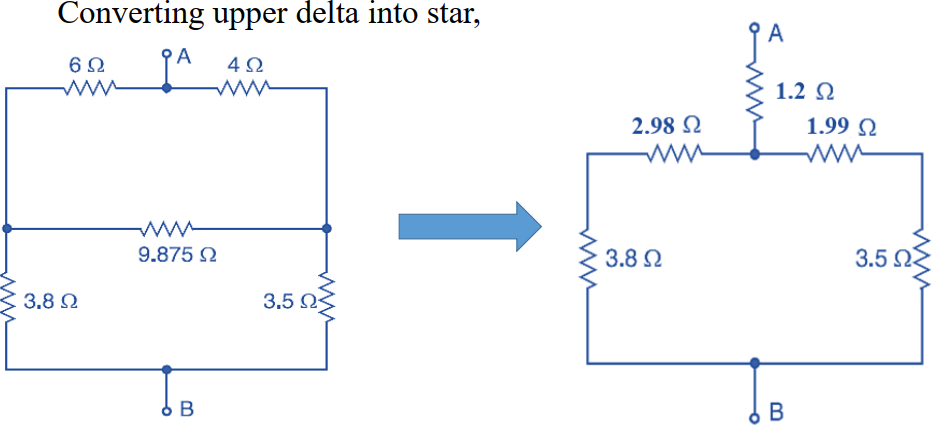 Converting upper delta into star,
6 Ω
A
4 Ω
9.875 Ω
3.8 Ω
3.5 Ω
B
A
1.2 Ω
2.98 Ω
1.99 Ω
3.8 Ω
3.5 Ω
B